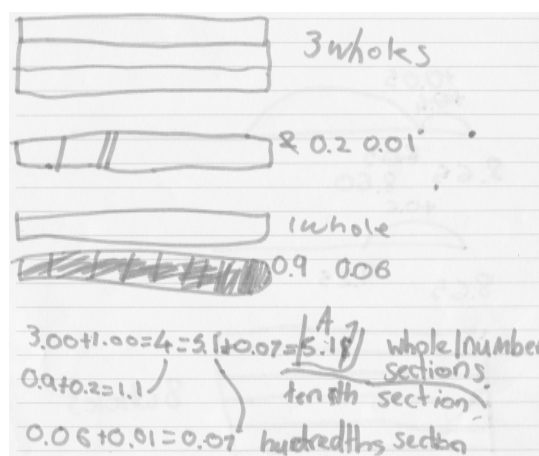 3 wholes
& 0.2 0.01
1 whole
0.9 0.06
3.00+1.00=4=5.1+0.07=5.18 whole/number
sections
0.9+0.2=1.1 tenth section
0.06+0.01=0.07 hundredths section